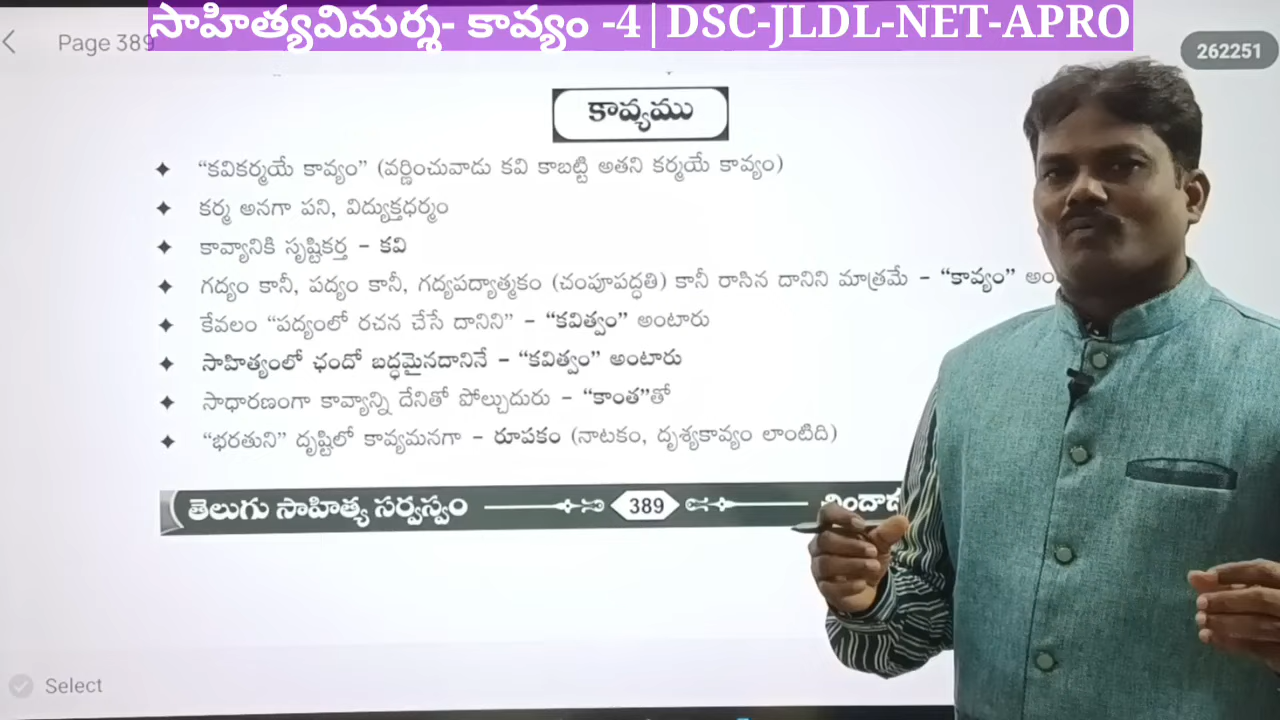 సాహిత్యవిమర్శ- కావ్యం -4|DSC-JLDL-NET-APRO
Page 389
262251
కావ్యము
✦ “కవికర్మయే కావ్యం” (వర్ణించువాడు కవి కాబట్టి అతని కర్మయే కావ్యం)
✦ కర్మ అనగా పని, విద్యుక్తధర్మం
✦ కావ్యానికి సృష్టికర్త - కవి
✦ గద్యం కానీ, పద్యం కానీ, గద్యపద్యాత్మకం (చంపూపద్ధతి) కానీ రాసిన దానిని మాత్రమే - “కావ్యం”
✦ కేవలం “పద్యంలో రచన చేసే దానిని” - “కవిత్వం” అంటారు
✦ సాహిత్యంలో ఛందో బద్ధమైనదానినే - “కవిత్వం” అంటారు
✦ సాధారణంగా కావ్యాన్ని దేనితో పోల్చుదురు - “కాంత”తో
✦ “భరతుని” దృష్టిలో కావ్యమనగా - రూపకం (నాటకం, దృశ్యకావ్యం లాంటిది)
తెలుగు సాహిత్య సర్వస్వం 389
Select